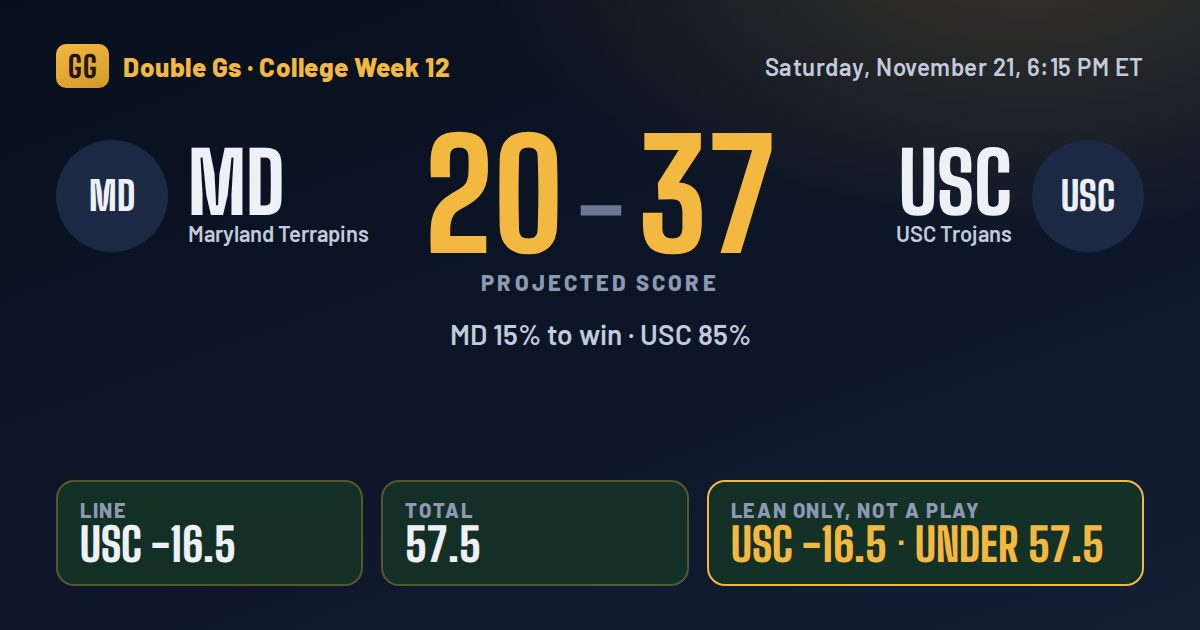 GG Double Gs · College Week 12
Saturday, November 21, 6:15 PM ET
MD
MD
Maryland Terrapins
20 – 37
PROJECTED SCORE
MD 15% to win · USC 85%
USC
USC Trojans
USC
LINE
USC −16.5
TOTAL
57.5
LEAN ONLY, NOT A PLAY
USC −16.5 · UNDER 57.5